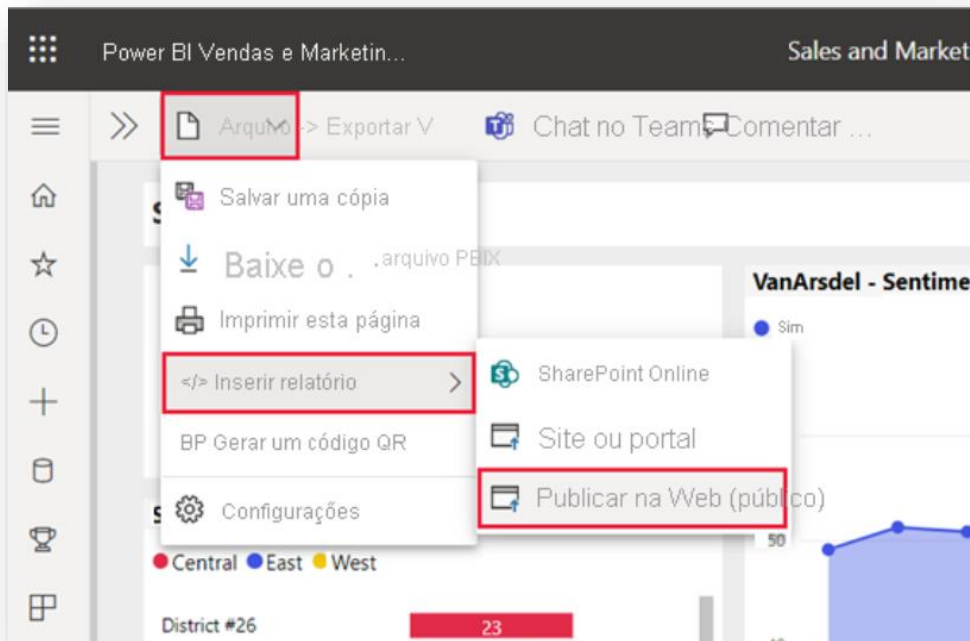 Power BI Vendas e Marketin...
Sales and Market
Arquivo -> Exportar V
Chat no Teams
Comentar ...
Salvar uma cópia
Baixe o . .arquivo PBIX
Imprimir esta página
</> Inserir relatório
BP Gerar um código QR
Configurações
SharePoint Online
Site ou portal
Publicar na Web (público)
VanArsdel - Sentime
Sim
50
Central East West
District #26
23